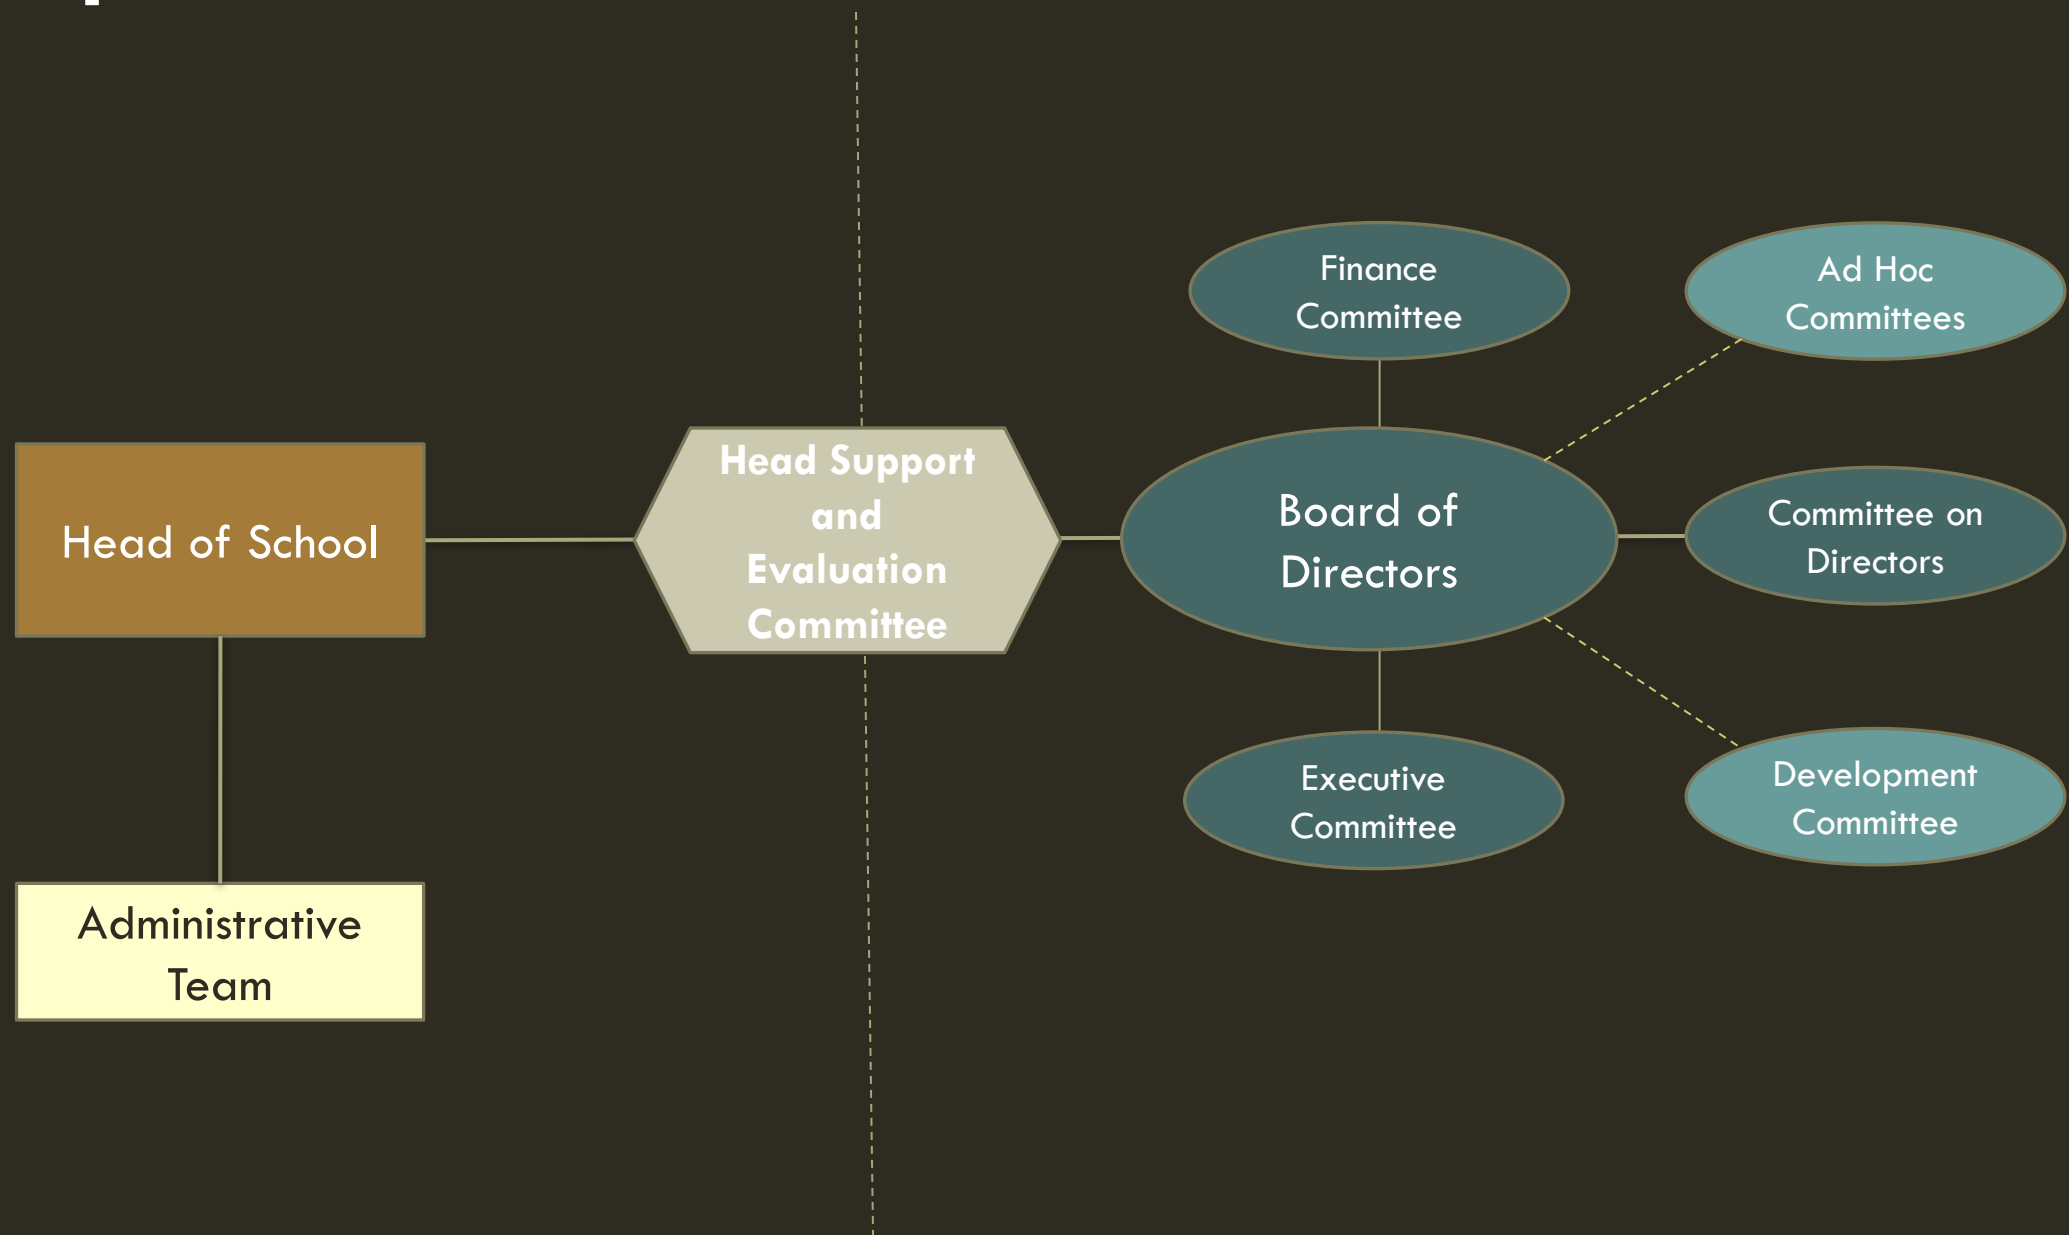 Finance
Committee
Ad Hoc
Committees
Head of School
Head Support
and
Evaluation
Committee
Board of
Directors
Committee on
Directors
Executive
Committee
Development
Committee
Administrative
Team